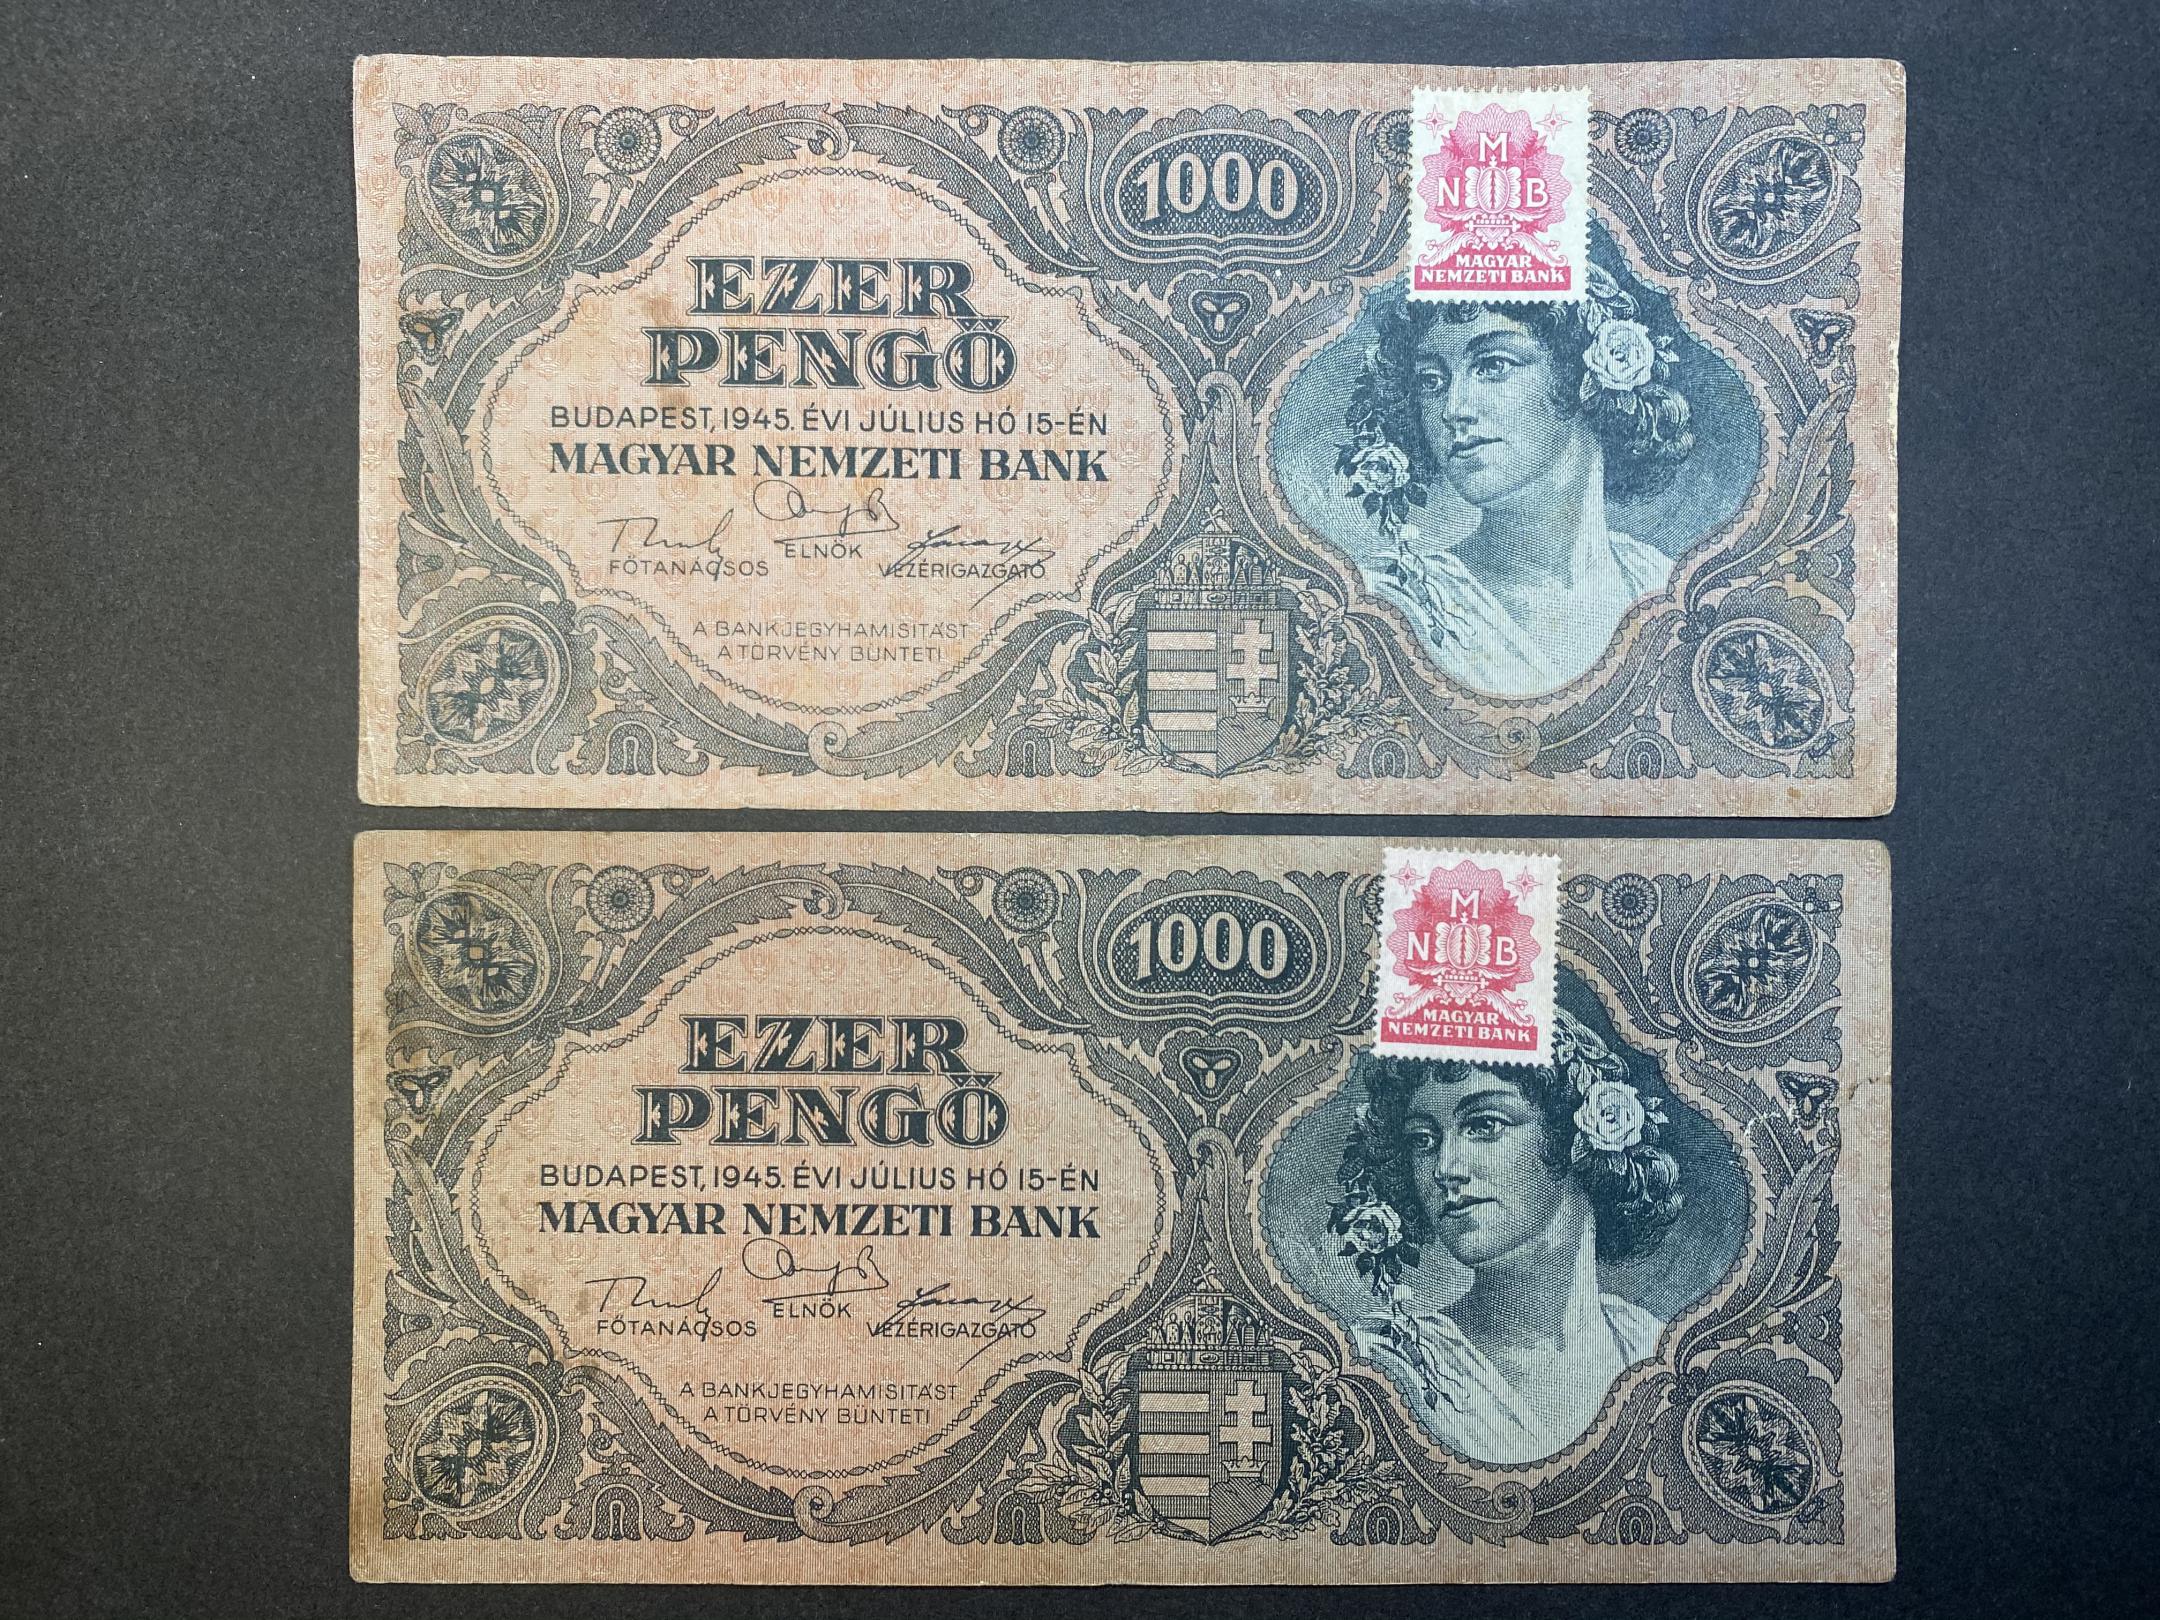 1000
M
N B
MAGYAR
NEMZETI BANK
EZER
PENGŐ
BUDAPEST, 1945. ÉVI JÚLIUS HÓ 15-ÉN
MAGYAR NEMZETI BANK
FŐTANÁCSOS
ELNÖK
VEZÉRIGAZGATÓ
A BANKJEGYHAMISITÁST
A TÖRVÉNY BÜNTETI
1000
M
N B
MAGYAR
NEMZETI BANK
EZER
PENGŐ
BUDAPEST, 1945. ÉVI JÚLIUS HÓ 15-ÉN
MAGYAR NEMZETI BANK
FŐTANÁCSOS
ELNÖK
VEZÉRIGAZGATÓ
A BANKJEGYHAMISITÁST
A TÖRVÉNY BÜNTETI